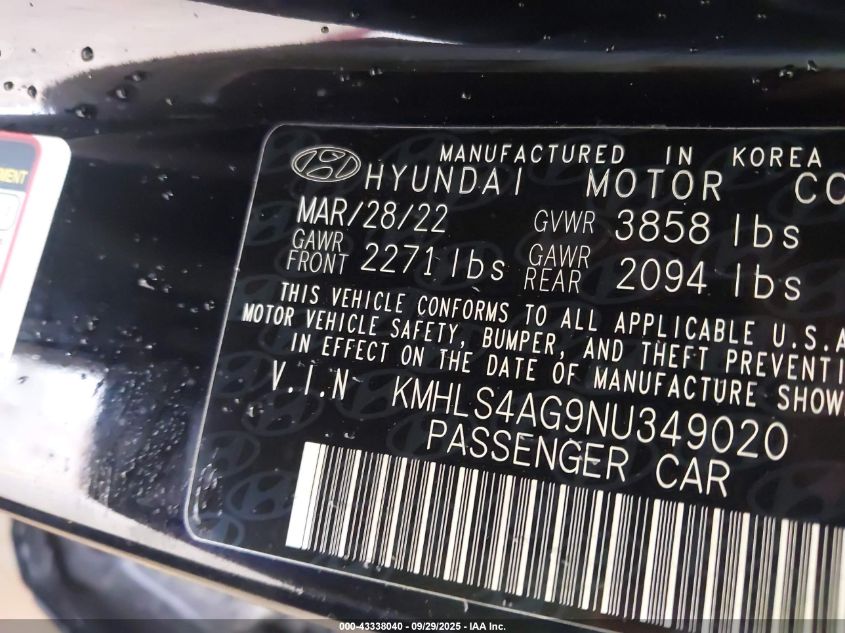 MANUFACTURED IN KOREA
HYUNDAI MOTOR CO
MAR/28/22 GVWR 3858 lbs
GAWR FRONT 2271 lbs GAWR REAR 2094 lbs
THIS VEHICLE CONFORMS TO ALL APPLICABLE U.S.A
MOTOR VEHICLE SAFETY, BUMPER, AND THEFT PREVENTI
IN EFFECT ON THE DATE OF MANUFACTURE SHOW
V.I.N KMHLS4AG9NU349020
PASSENGER CAR
000-43338040 - 09/29/2025 - IAA Inc.